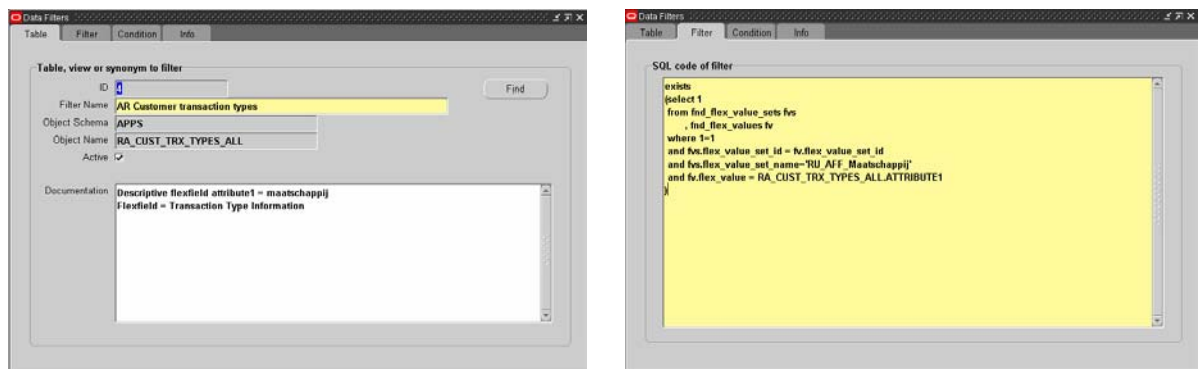 Data Filters
Table Filter Condition Info
Table, view or synonym to filter
ID 4
Find
Filter Name AR Customer transaction types
Object Schema APPS
Object Name RA_CUST_TRX_TYPES_ALL
Active
Documentation Descriptive flexfield attribute1 = maatschappij
Flexfield = Transaction Type Information
Data Filters
Table Filter Condition Info
SQL code of filter
exists
(select 1
from fnd_flex_value_sets fvs
, fnd_flex_values fv
where 1=1
and fvs.flex_value_set_id = fv.flex_value_set_id
and fvs.flex_value_set_name='RU_AFF_Maatschappij'
and fv.flex_value = RA_CUST_TRX_TYPES_ALL.ATTRIBUTE1
)